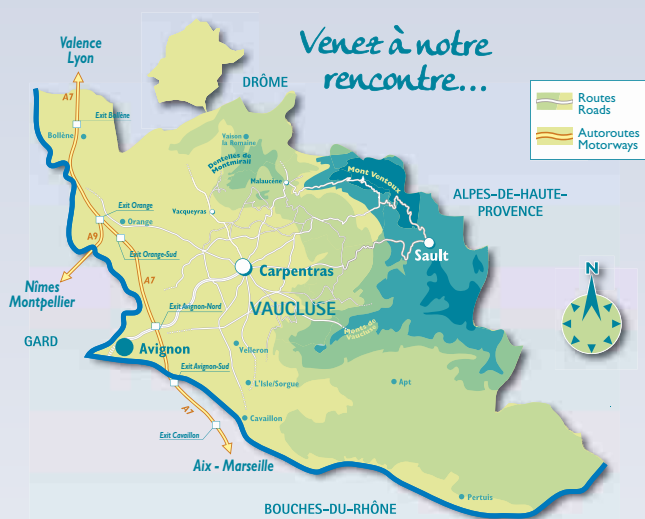 Venez à notre
rencontre...
Valence
Lyon
DRÔME
Routes
Roads
Autoroutes
Motorways
A7
Exit Bollène
Bollène
Vaison
la Romaine
Dentelles de
Montmirail
Malaucène
Mont Ventoux
ALPES-DE-HAUTE-
PROVENCE
Vacqueyras
Exit Orange
Orange
A9
Exit Orange-Sud
Sault
N
Nîmes
Montpellier
A7
Carpentras
Exit Avignon-Nord
VAUCLUSE
Monts de
Vaucluse
GARD
Avignon
Velleron
Exit Avignon-Sud
L'Isle/Sorgue
Apt
A7
Cavaillon
Exit Cavaillon
Aix - Marseille
Pertuis
BOUCHES-DU-RHÔNE